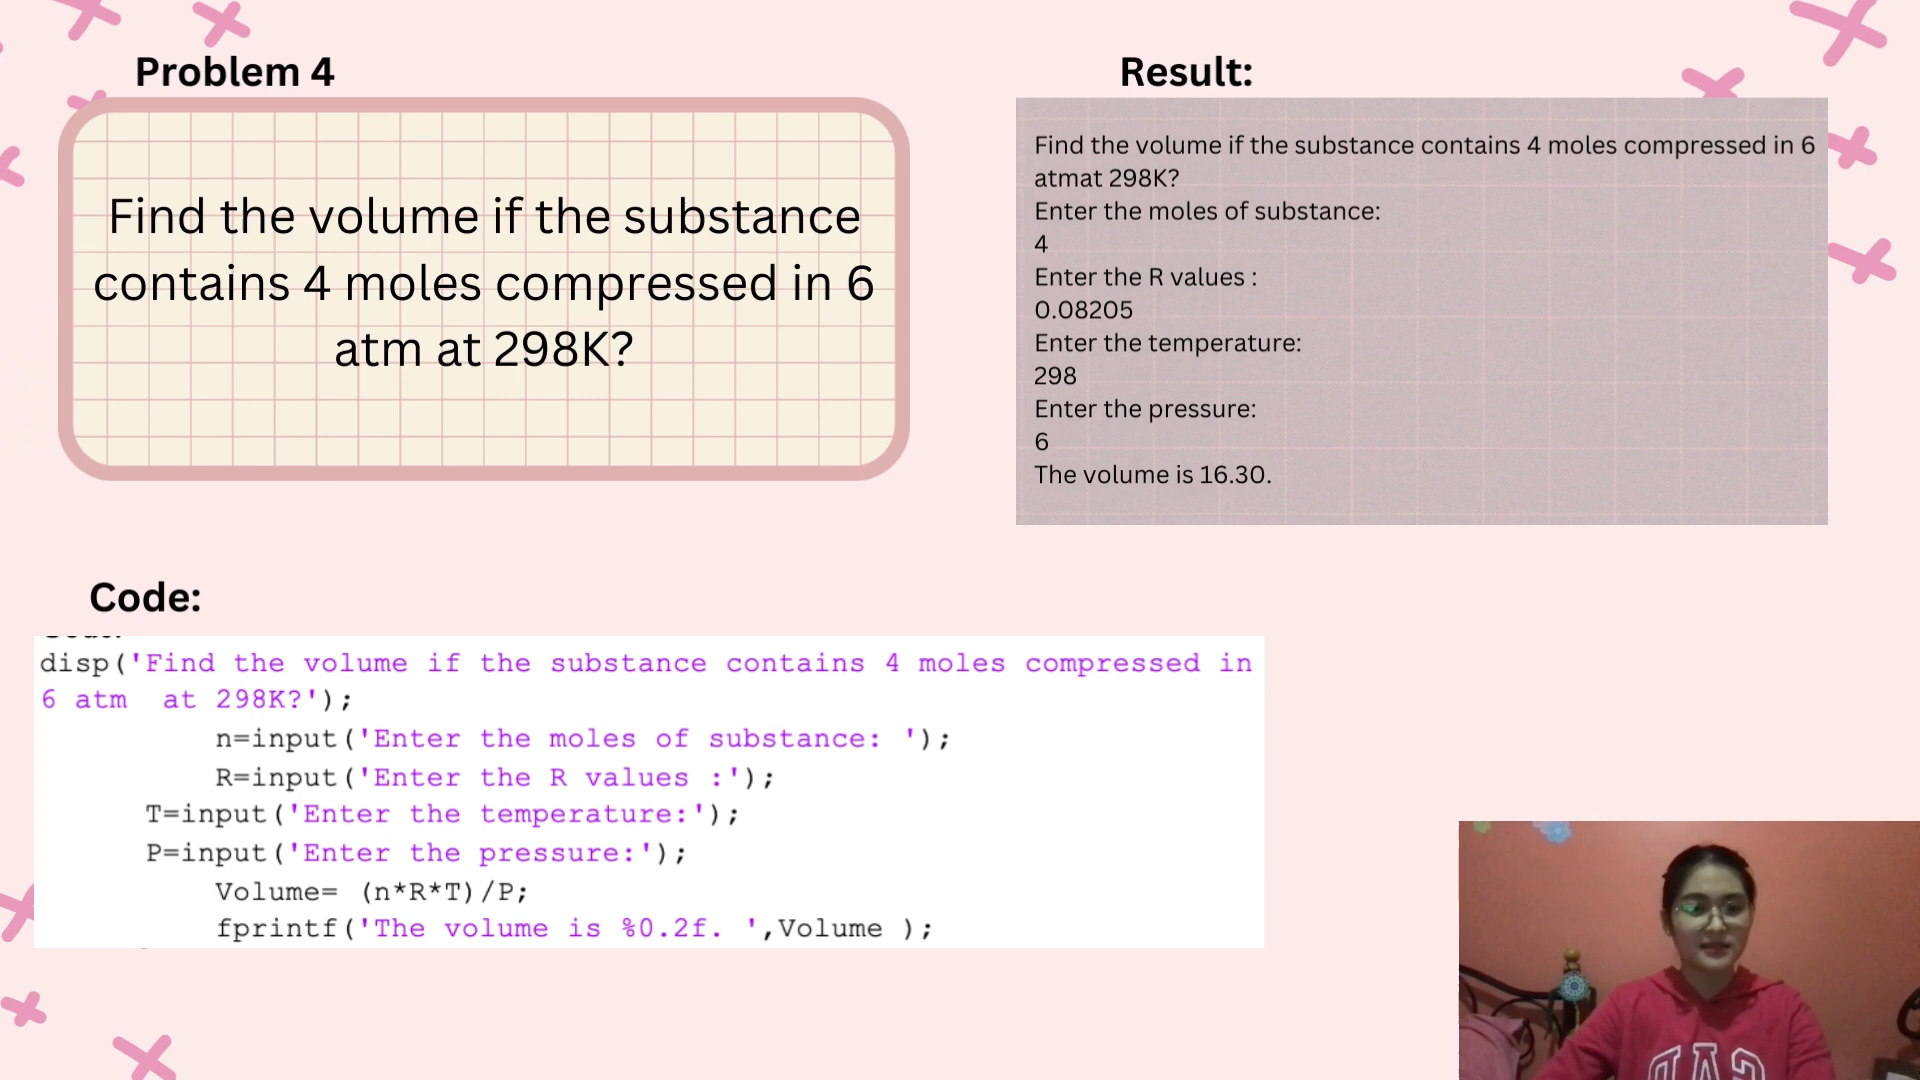 Problem 4
Find the volume if the substance
contains 4 moles compressed in 6
atm at 298K?
Result:
Find the volume if the substance contains 4 moles compressed in 6
atmat 298K?
Enter the moles of substance:
4
Enter the R values :
0.08205
Enter the temperature:
298
Enter the pressure:
6
The volume is 16.30.
Code:
disp('Find the volume if the substance contains 4 moles compressed in
6 atm  at 298K?');
n=input('Enter the moles of substance: ');
R=input('Enter the R values :');
T=input('Enter the temperature:');
P=input('Enter the pressure:');
Volume= (n*R*T)/P;
fprintf('The volume is %0.2f. ',Volume );
GAP